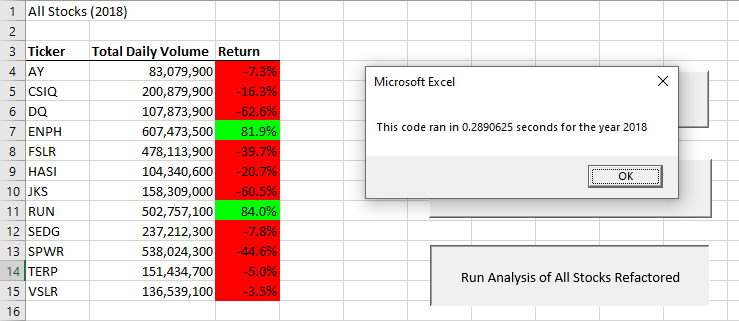 1 All Stocks (2018)
2
3 Ticker Total Daily Volume Return
4 AY 83,079,900 -7.3%
5 CSIQ 200,879,900 -16.3%
6 DQ 107,873,900 -62.6%
7 ENPH 607,473,500 81.9%
8 FSLR 478,113,900 -39.7%
9 HASI 104,340,600 -20.7%
10 JKS 158,309,000 -60.5%
11 RUN 502,757,100 84.0%
12 SEDG 237,212,300 -7.8%
13 SPWR 538,024,300 -44.6%
14 TERP 151,434,700 -5.0%
15 VSLR 136,539,100 -3.5%
16
Microsoft Excel
This code ran in 0.2890625 seconds for the year 2018
OK
Run Analysis of All Stocks Refactored